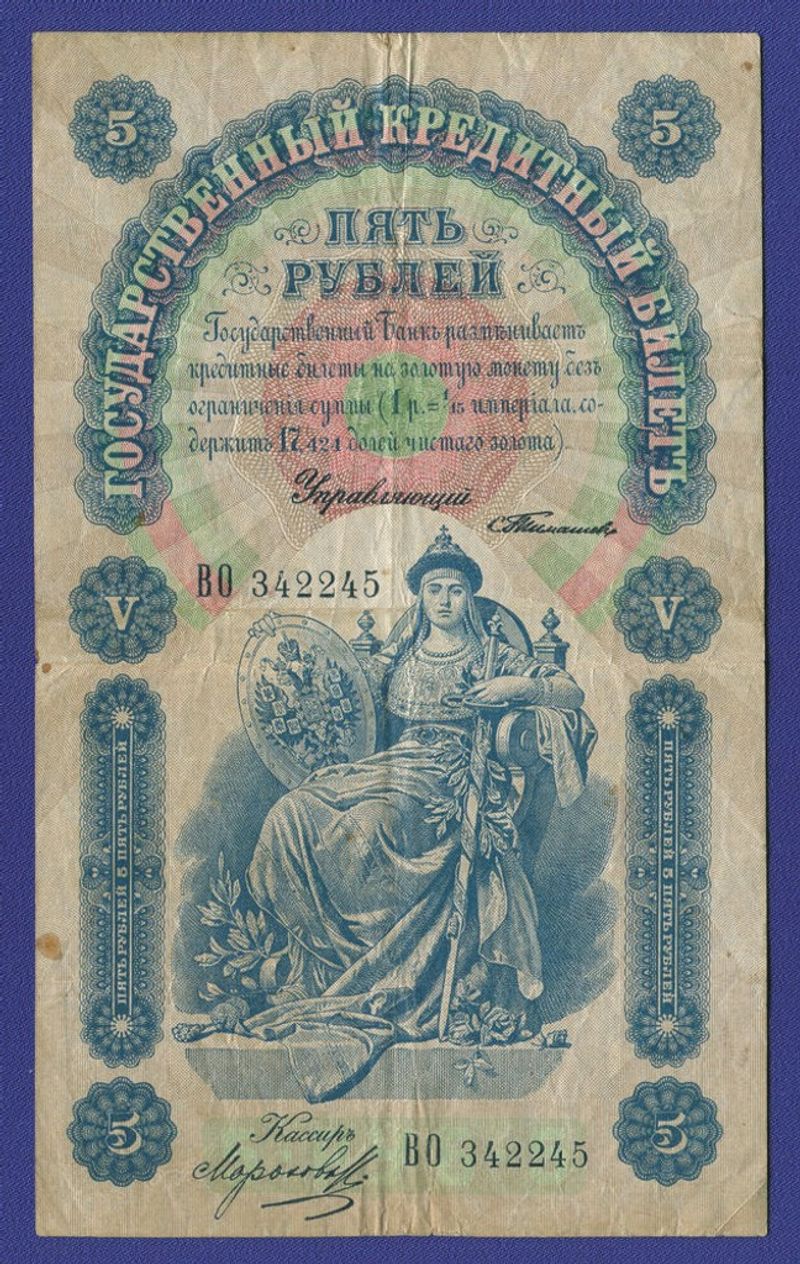 5 5
ГОСУДАРСТВЕННЫЙ КРЕДИТНЫЙ БИЛЕТЪ
ПЯТЬ
РУБЛЕЙ
Государственный Банкъ размѣниваетъ
кредитные билеты на золотую монету безъ
ограниченія суммы (1 р.=1/15 имперіала, со-
держитъ 17,424 долей чистаго золота)
Управляющій
С. Тимашевъ
ВО 342245
V V
ПЯТЬ РУБЛЕЙ 5 ПЯТЬ РУБЛЕЙ
ПЯТЬ РУБЛЕЙ 5 ПЯТЬ РУБЛЕЙ
Кассиръ
Морозовъ
ВО 342245
5 5